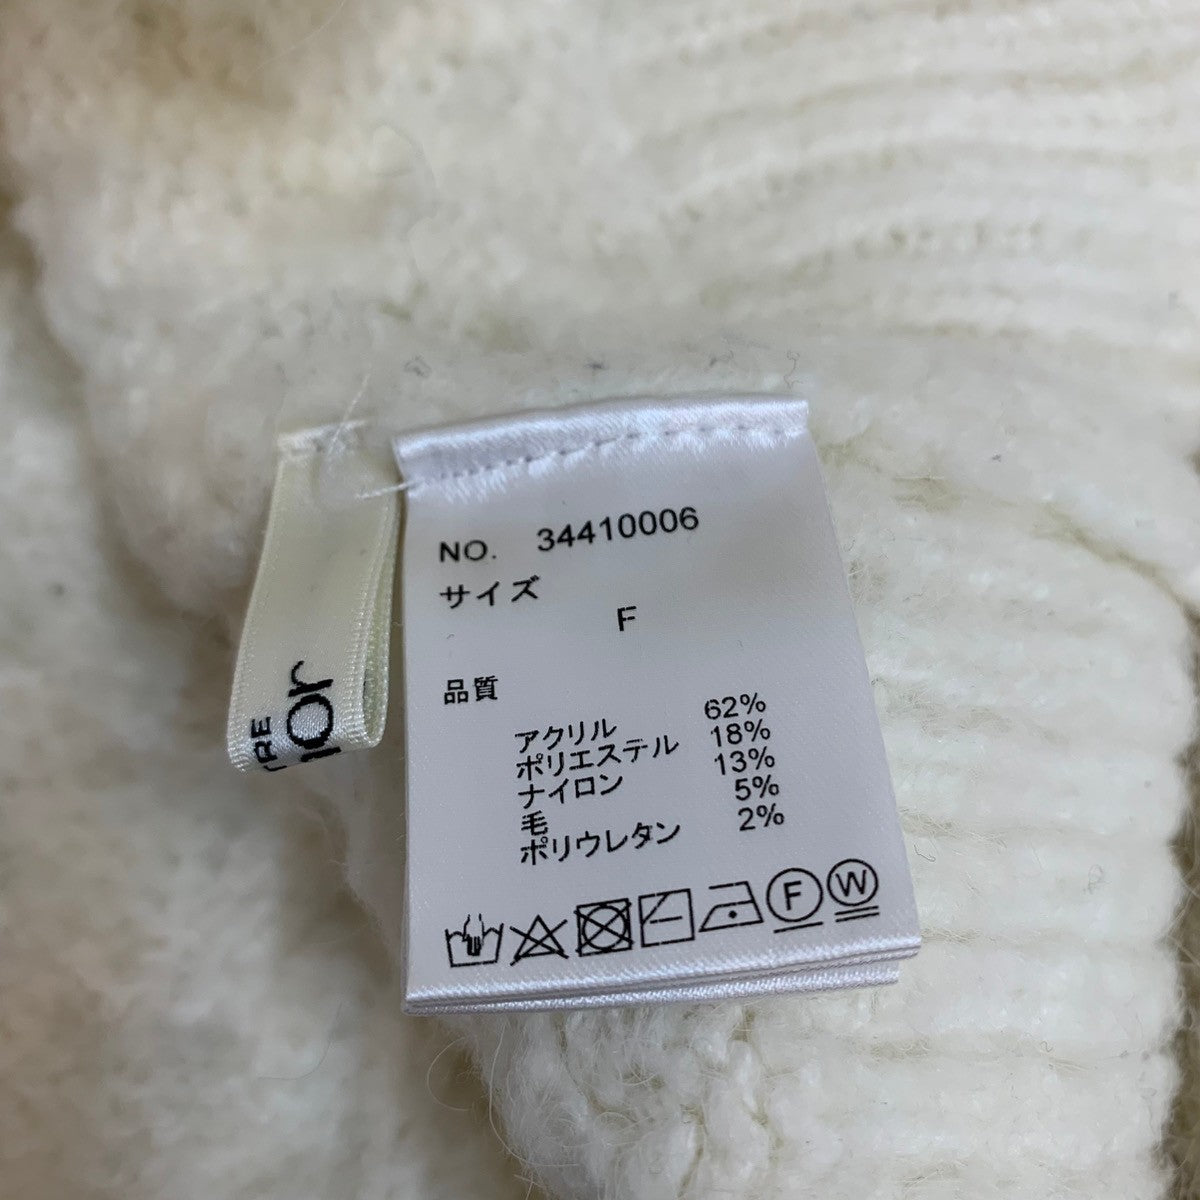 NO. 34410006
サイズ
F
品質
アクリル 62%
ポリエステル 18%
ナイロン 13%
毛 5%
ポリウレタン 2%
F W